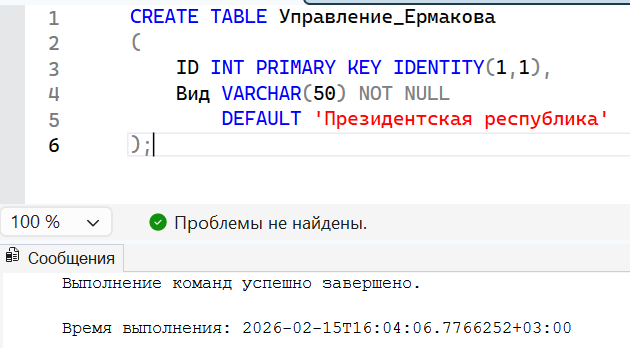 1 CREATE TABLE Управление_Ермакова
2 (
3 ID INT PRIMARY KEY IDENTITY(1,1),
4 Вид VARCHAR(50) NOT NULL
5 DEFAULT 'Президентская республика'
6 );
100 % Проблемы не найдены.
Сообщения
Выполнение команд успешно завершено.
Время выполнения: 2026-02-15T16:04:06.7766252+03:00